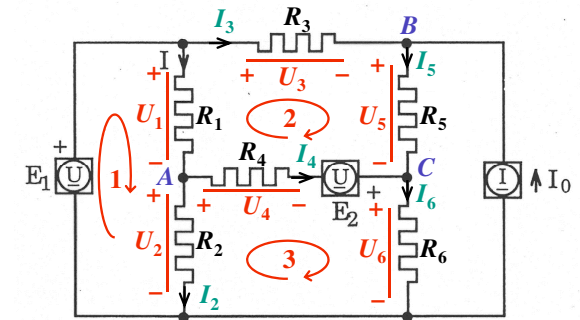 I3 R3 B
+ U3 −
I + U1 − R1
+ U5 − I5 R5
1 2
E1 + U
A R4 I4 U + E2 C
+ U4 −
I I0
+ U2 − R2 I2
3
+ U6 − I6 R6